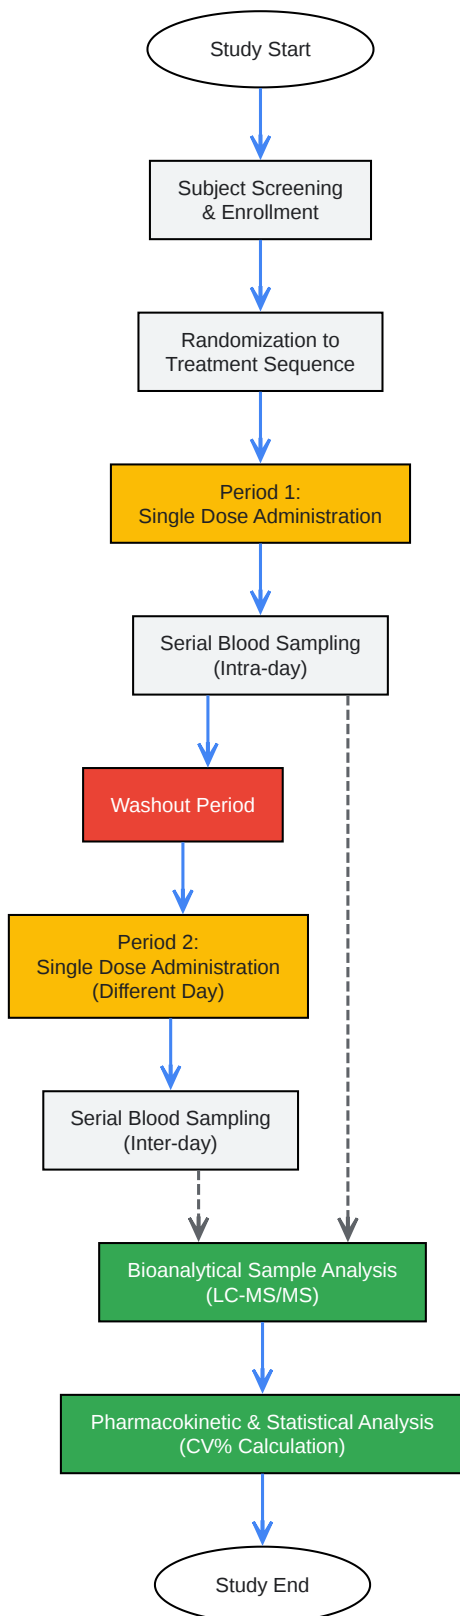 Study Start
Subject Screening
& Enrollment
Randomization to
Treatment Sequence
Period 1:
Single Dose Administration
Serial Blood Sampling
(Intra-day)
Washout Period
Period 2:
Single Dose Administration
(Different Day)
Serial Blood Sampling
(Inter-day)
Bioanalytical Sample Analysis
(LC-MS/MS)
Pharmacokinetic & Statistical Analysis
(CV% Calculation)
Study End